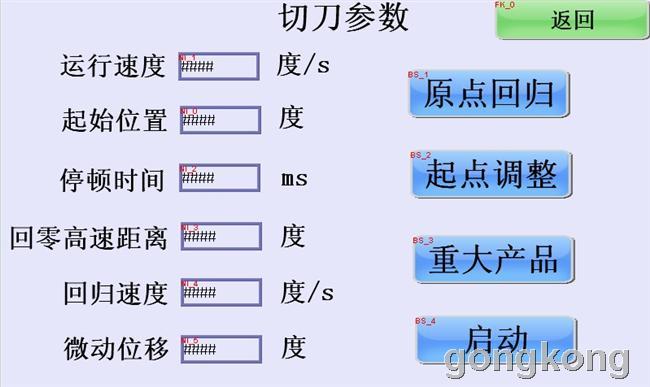 切刀参数
FK_0
返回
运行速度 NI_1 #### 度/s
起始位置 NI_0 #### 度
停顿时间 NI_2 #### ms
回零高速距离 NI_3 #### 度
回归速度 NI_4 #### 度/s
微动位移 NI_5 #### 度
BS_1
原点回归
BS_2
起点调整
BS_3
重大产品
BS_4
启动
gongkong